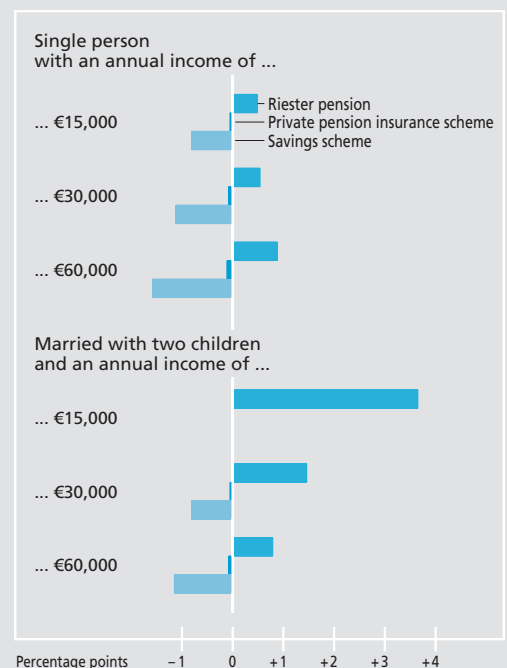 Single person
with an annual income of ...
Riester pension
... €15,000
Private pension insurance scheme
Savings scheme
... €30,000
... €60,000
Married with two children
and an annual income of ...
... €15,000
... €30,000
... €60,000
Percentage points – 1 0 +1 +2 +3 +4